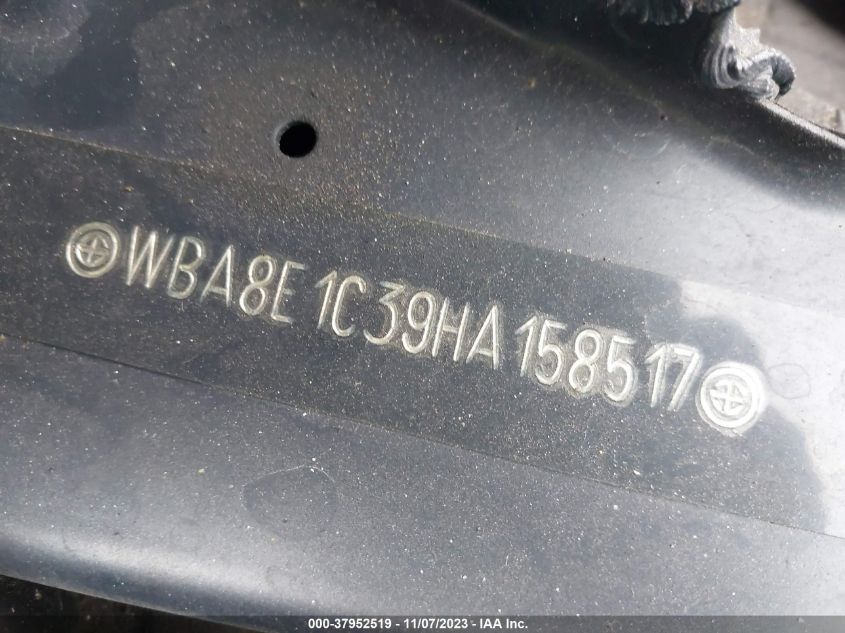 WBA8E1C39HA158517
000-37952519 - 11/07/2023 - IAA Inc.